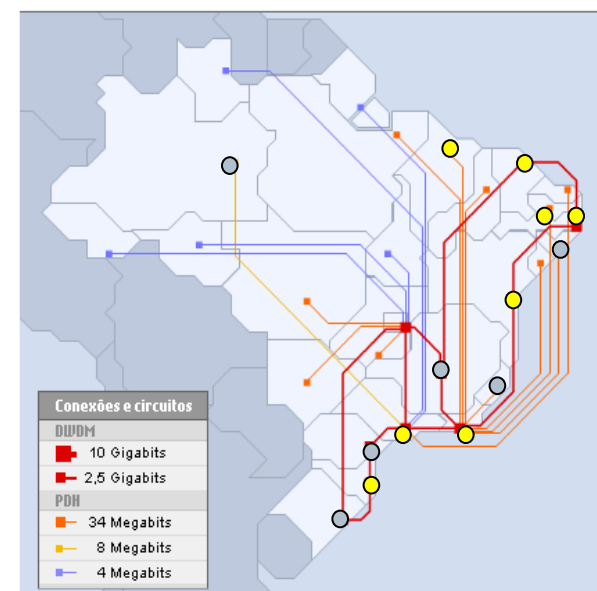 Conexões e circuitos
DWDM
10 Gigabits
2,5 Gigabits
PDH
34 Megabits
8 Megabits
4 Megabits